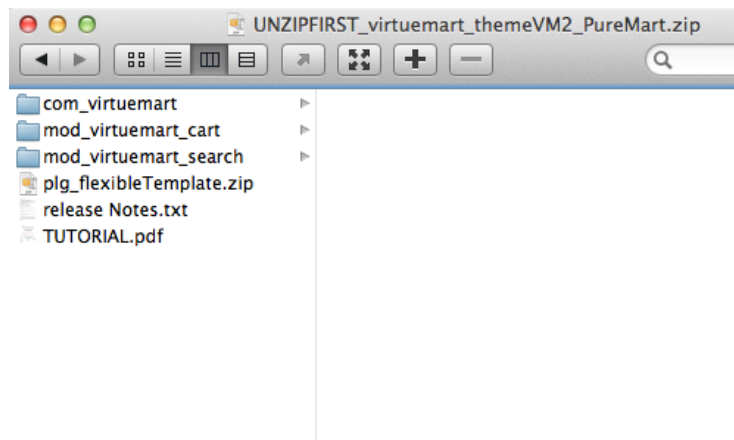 UNZIPFIRST_virtuemart_themeVM2_PureMart.zip
com_virtuemart
mod_virtuemart_cart
mod_virtuemart_search
plg_flexibleTemplate.zip
release Notes.txt
TUTORIAL.pdf